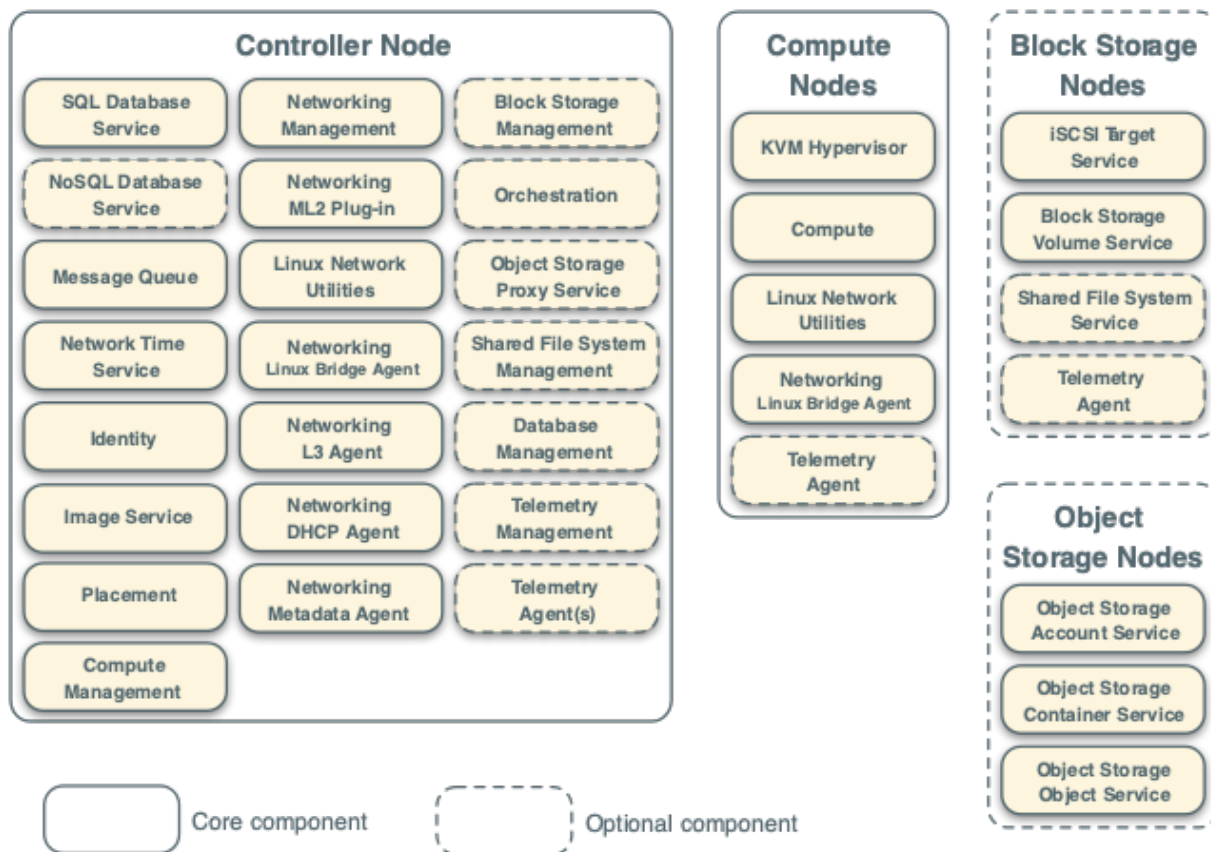 Controller Node
SQL Database
Service
Networking
Management
Block Storage
Management
NoSQL Database
Service
Networking
ML2 Plug-in
Orchestration
Message Queue
Linux Network
Utilities
Object Storage
Proxy Service
Network Time
Service
Networking
Linux Bridge Agent
Shared File System
Management
Identity
Networking
L3 Agent
Database
Management
Image Service
Networking
DHCP Agent
Telemetry
Management
Placement
Networking
Metadata Agent
Telemetry
Agent(s)
Compute
Management
Compute
Nodes
KVM Hypervisor
Compute
Linux Network
Utilities
Networking
Linux Bridge Agent
Telemetry
Agent
Block Storage
Nodes
iSCSI Target
Service
Block Storage
Volume Service
Shared File System
Service
Telemetry
Agent
Object
Storage Nodes
Object Storage
Account Service
Object Storage
Container Service
Object Storage
Object Service
Core component
Optional component